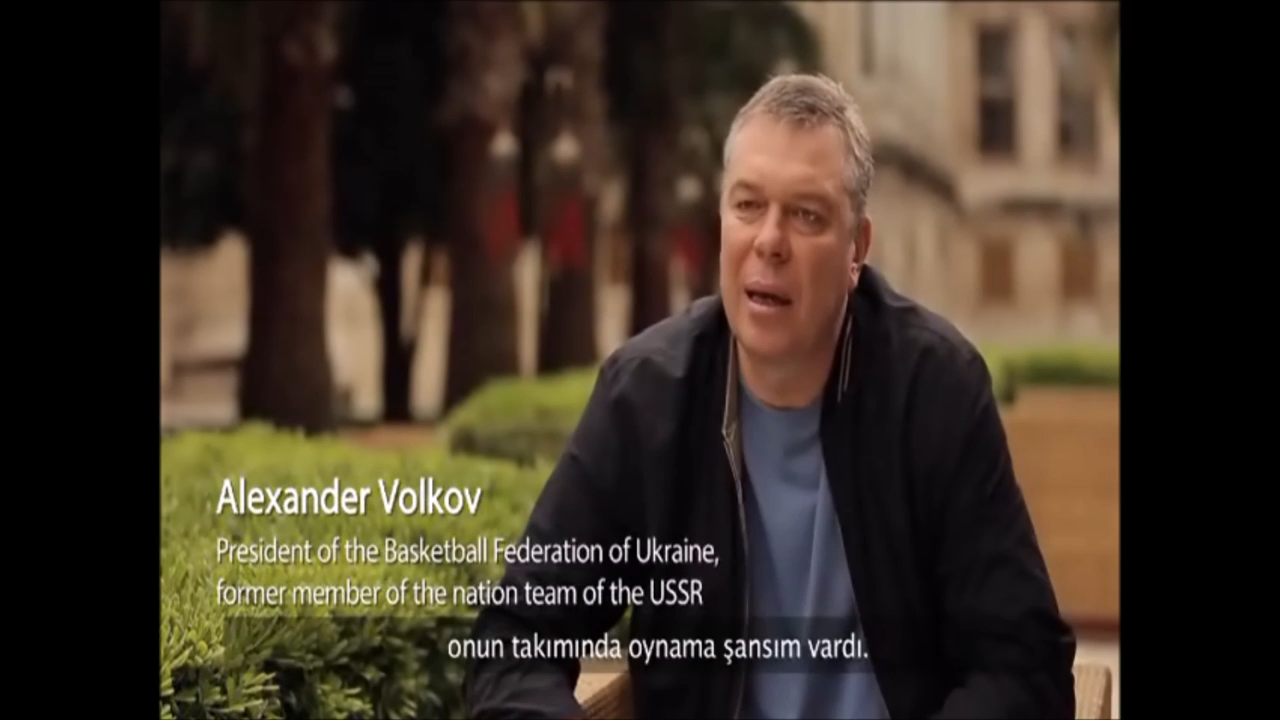 Alexander Volkov
President of the Basketball Federation of Ukraine,
former member of the nation team of the USSR
onun takımında oynama şansım vardı.